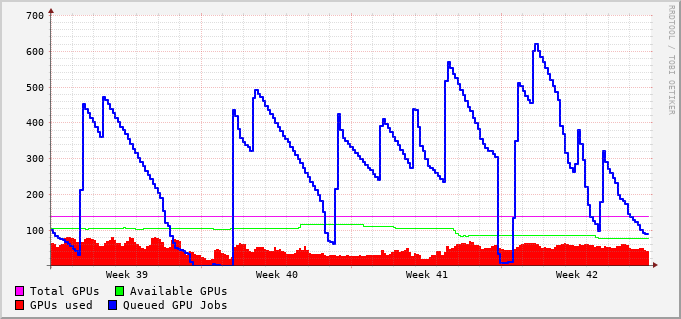 700
600
500
400
300
200
100
Week 39 Week 40 Week 41 Week 42
Total GPUs Available GPUs
GPUs used Queued GPU Jobs
RRDTOOL / TOBI OETIKER